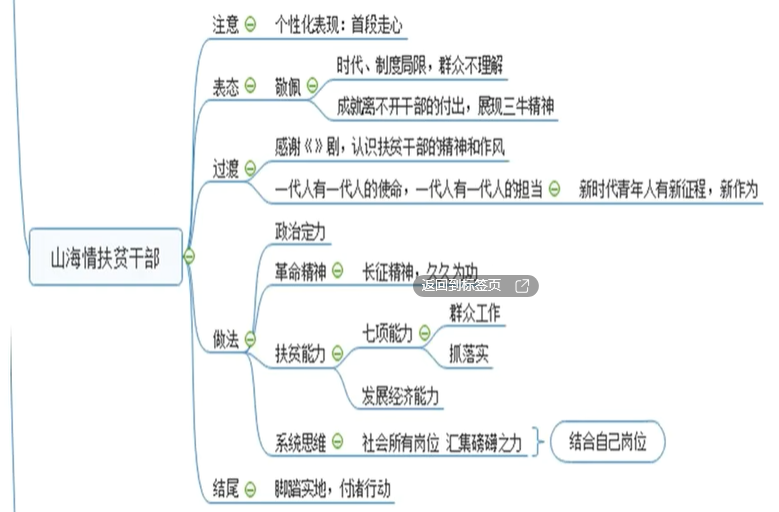 注意
个性化表现：首段走心
时代、制度局限，群众不理解
表态
敬佩
成就离不开干部的付出，展现三牛精神
感谢《》剧，认识扶贫干部的精神和作风
过渡
一代人有一代人的使命，一代人有一代人的担当
新时代青年人有新征程，新作为
政治定力
山海情扶贫干部
革命精神
长征精神，久久为功
返回到标签页
群众工作
做法
七项能力
扶贫能力
抓落实
发展经济能力
系统思维
社会所有岗位 汇集磅礴之力
结合自己岗位
结尾
脚踏实地，付诸行动